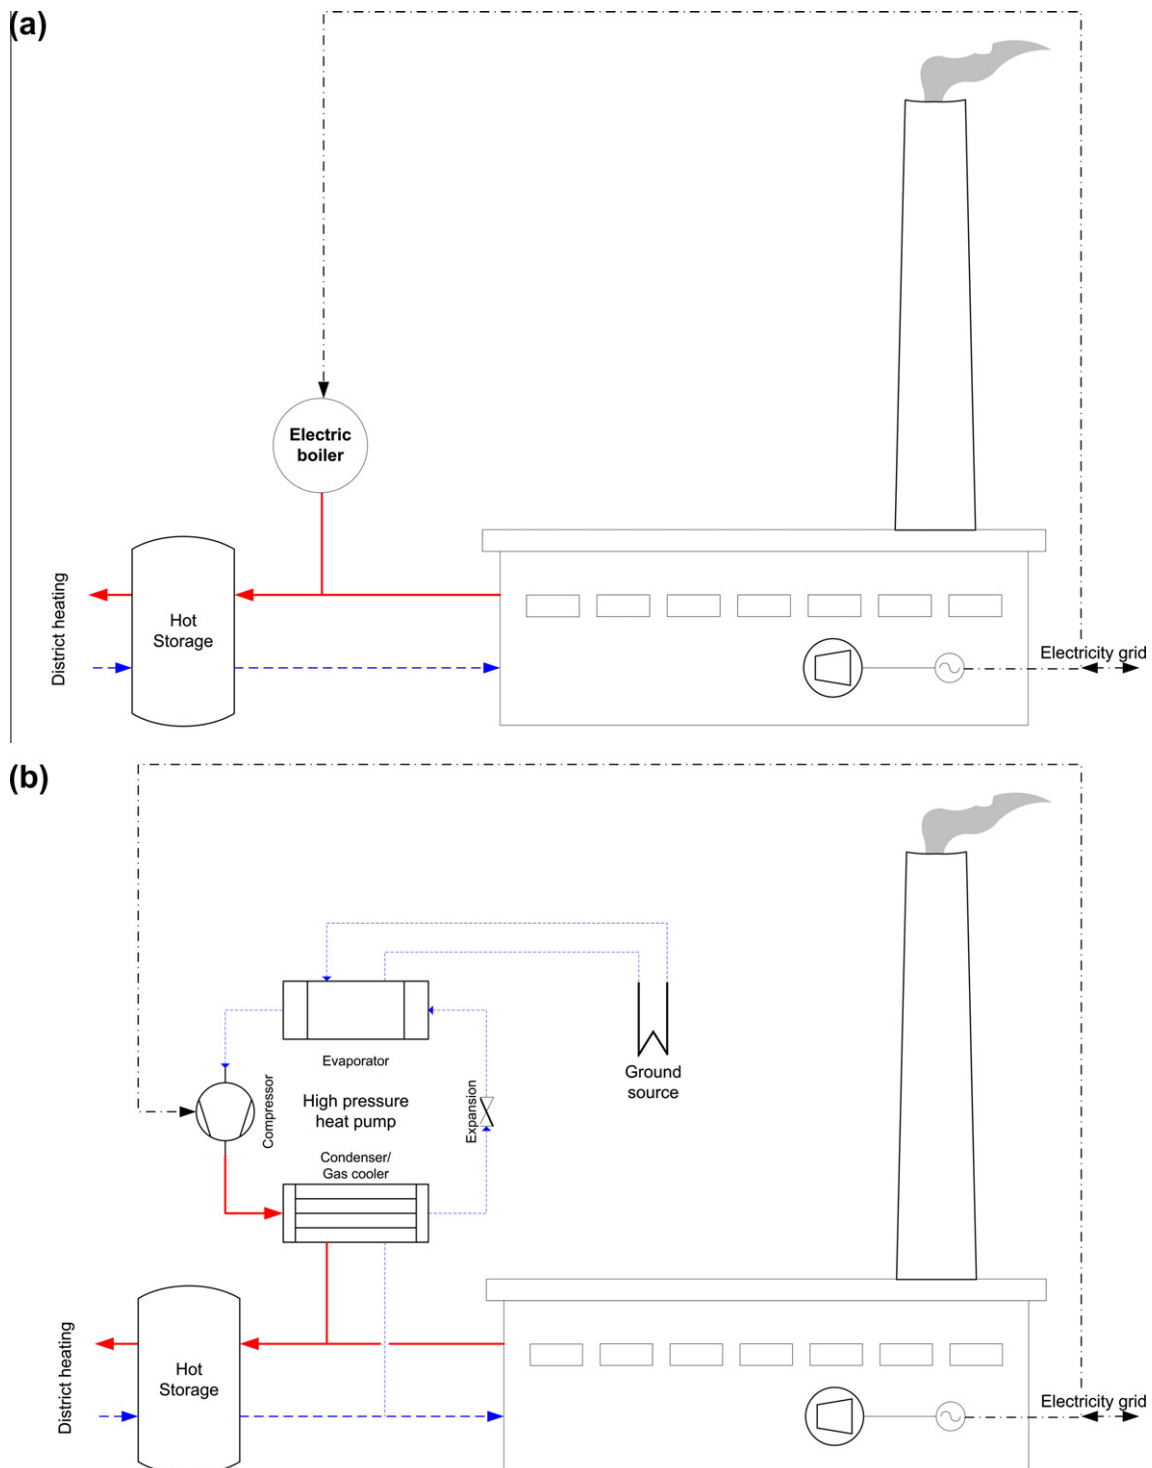 (a)
Electric
boiler
District heating
Hot
Storage
Electricity grid
(b)
Evaporator
Ground
source
Compressor
High pressure
heat pump
Expansion
Condenser/
Gas cooler
District heating
Hot
Storage
Electricity grid